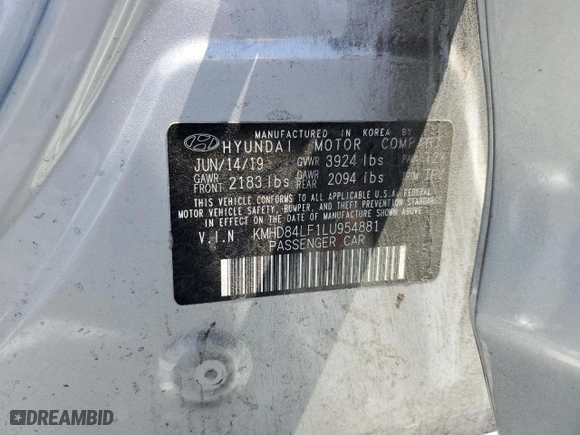 MANUFACTURED IN KOREA BY
HYUNDAI MOTOR COMPANY
JUN/14/19 GVWR 3924 lbs
GAWR FRONT 2183 lbs GAWR REAR 2094 lbs
THIS VEHICLE CONFORMS TO ALL APPLICABLE U.S.A. FEDERAL
MOTOR VEHICLE SAFETY, BUMPER, AND THEFT PREVENTION
STANDARDS IN EFFECT ON THE DATE OF MANUFACTURE SHOWN ABOVE.
V.I.N KMHD84LF1LU954881
PASSENGER CAR
DREAMBID